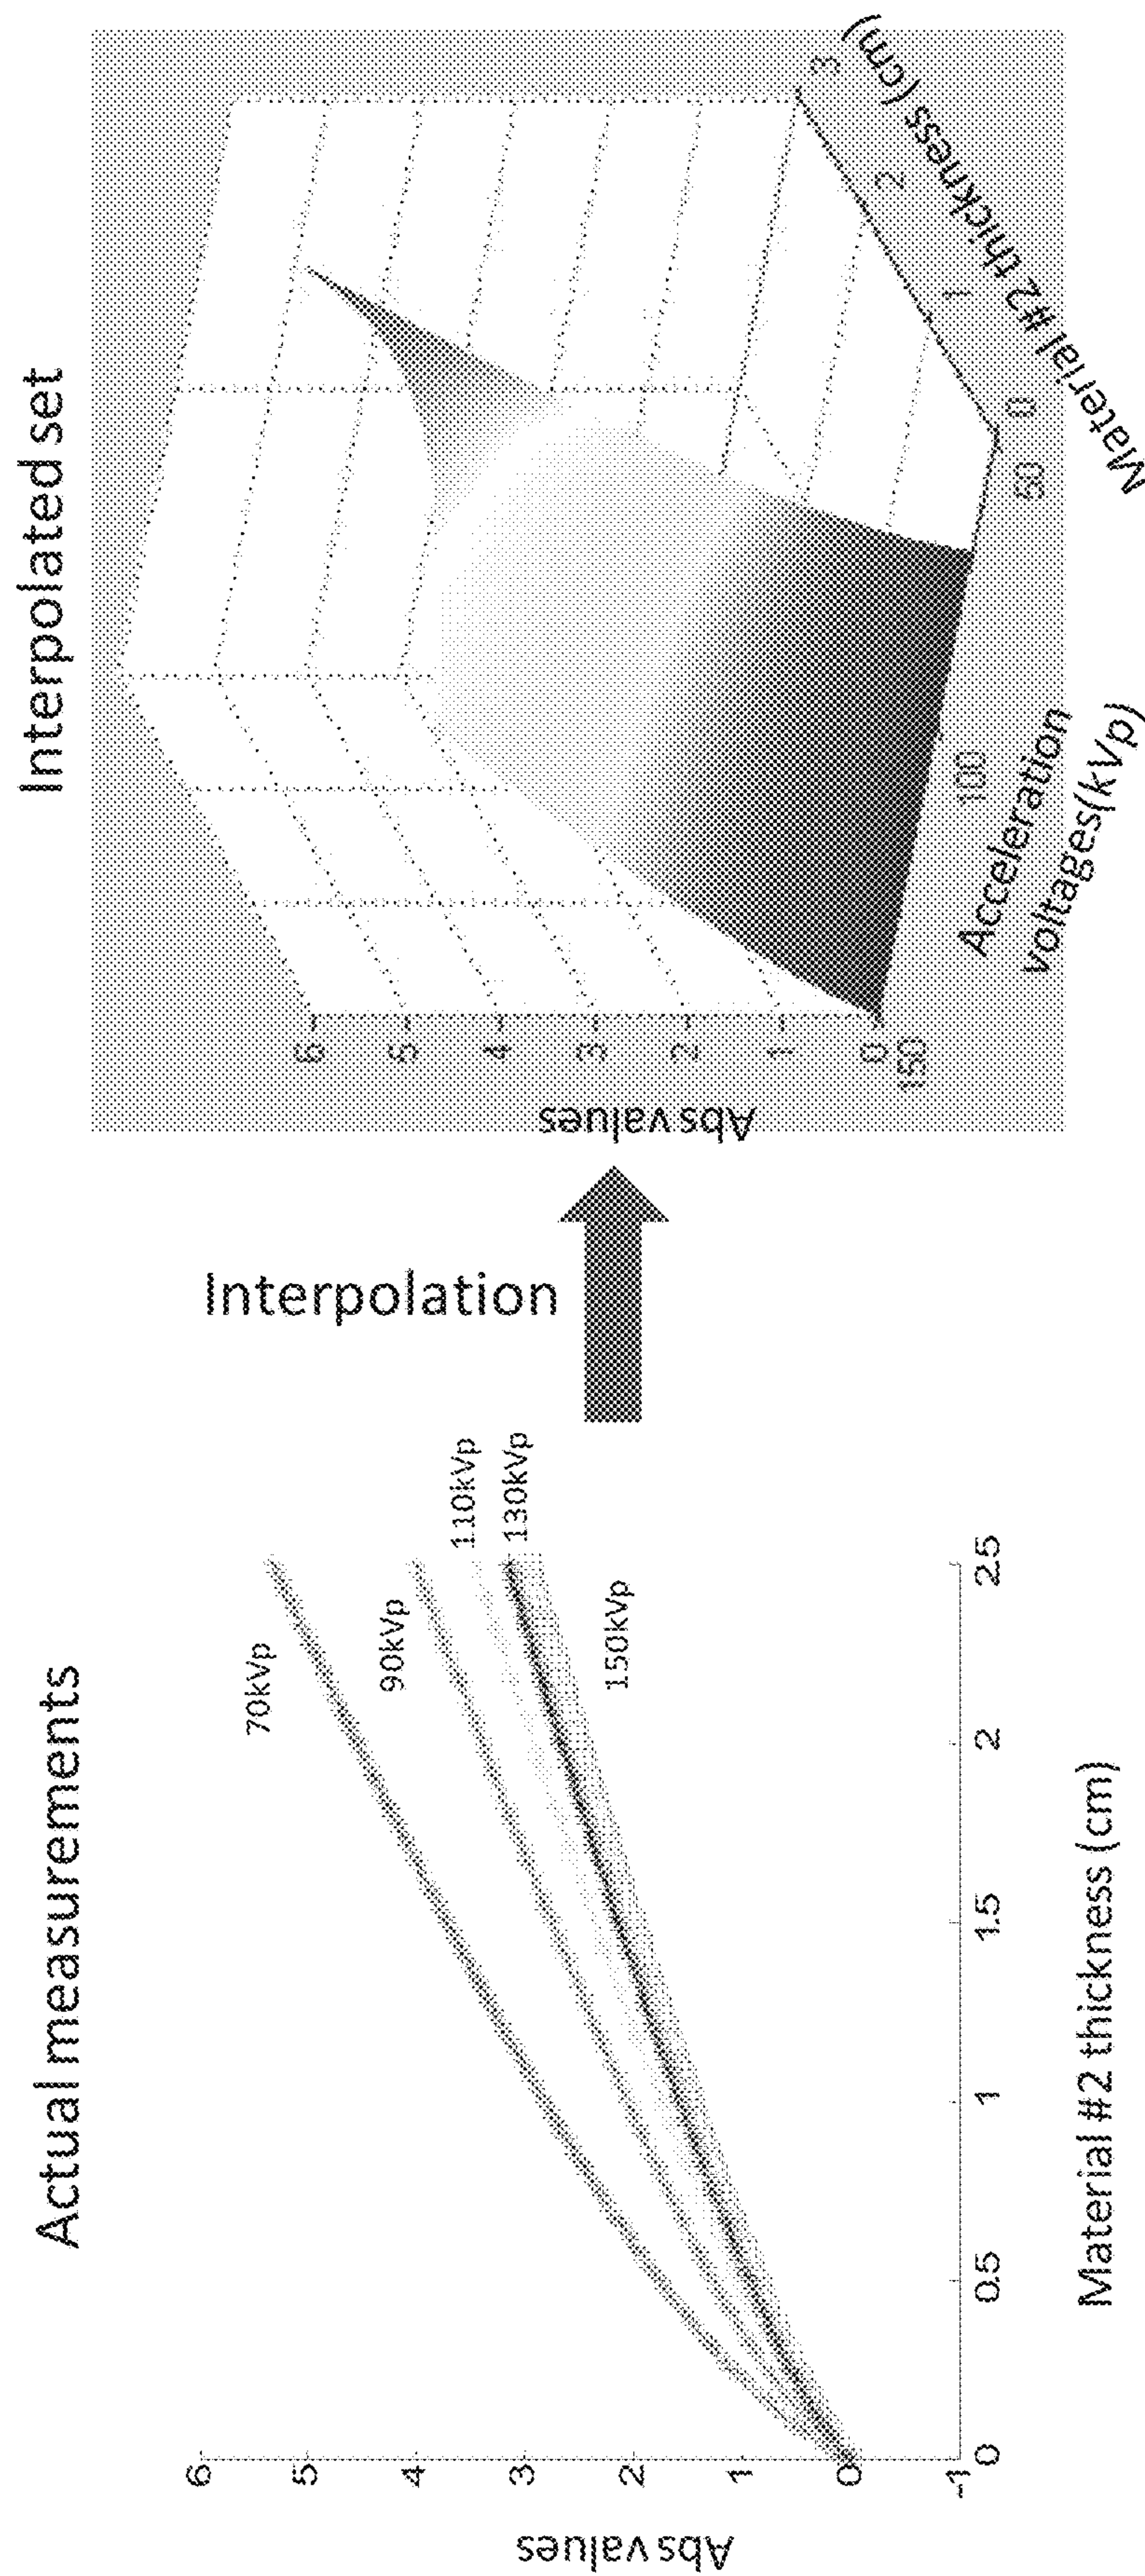 Actual measurements
Abs values
6
5
4
3
2
1
0
-1
70kVp
90kVp
110kVp
130kVp
150kVp
0
0.5
1
1.5
2
2.5
Material #2 thickness (cm)
Interpolation
Interpolated set
Abs values
6
5
4
3
2
1
0
150
100
50
Acceleration
voltages(kVp)
0
1
2
3
Material #2 thickness (cm)